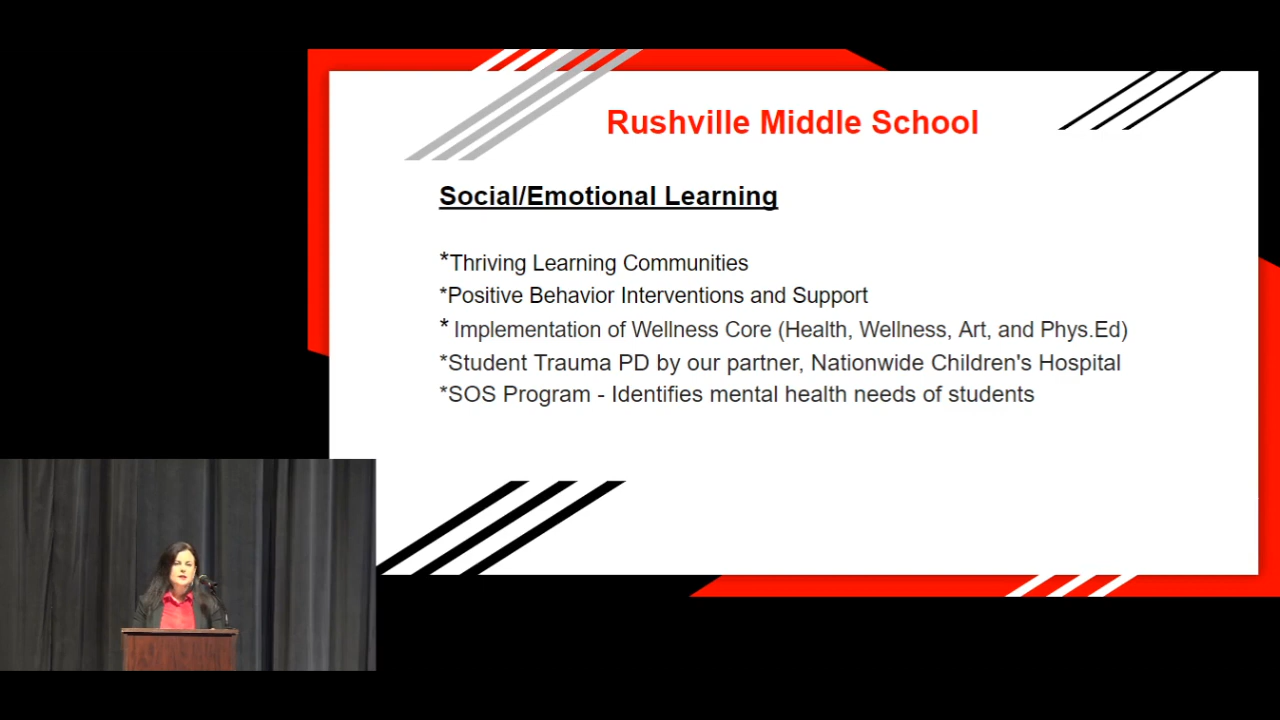 Rushville Middle School
Social/Emotional Learning
*Thriving Learning Communities
*Positive Behavior Interventions and Support
* Implementation of Wellness Core (Health, Wellness, Art, and Phys.Ed)
*Student Trauma PD by our partner, Nationwide Children's Hospital
*SOS Program - Identifies mental health needs of students